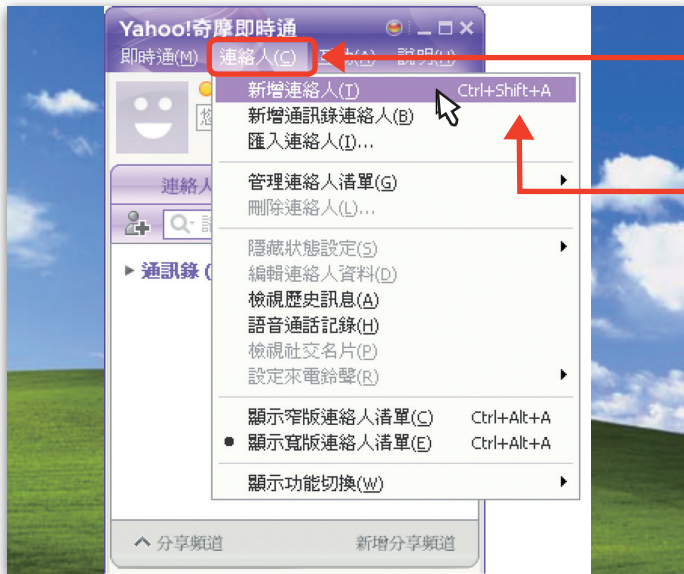 Yahoo!奇摩即時通
即時通(M) 連絡人(C) 互動(A) 說明(H)
新增連絡人(T) Ctrl+Shift+A
新增通訊錄連絡人(B)
匯入連絡人(I)...
連絡人
管理連絡人清單(G)
刪除連絡人(L)...
隱藏狀態設定(S)
通訊錄 (
編輯連絡人資料(D)
檢視歷史訊息(A)
語音通話記錄(H)
檢視社交名片(P)
設定來電鈴聲(R)
顯示窄版連絡人清單(C) Ctrl+Alt+A
顯示寬版連絡人清單(E) Ctrl+Alt+A
顯示功能切換(W)
分享頻道 新增分享頻道